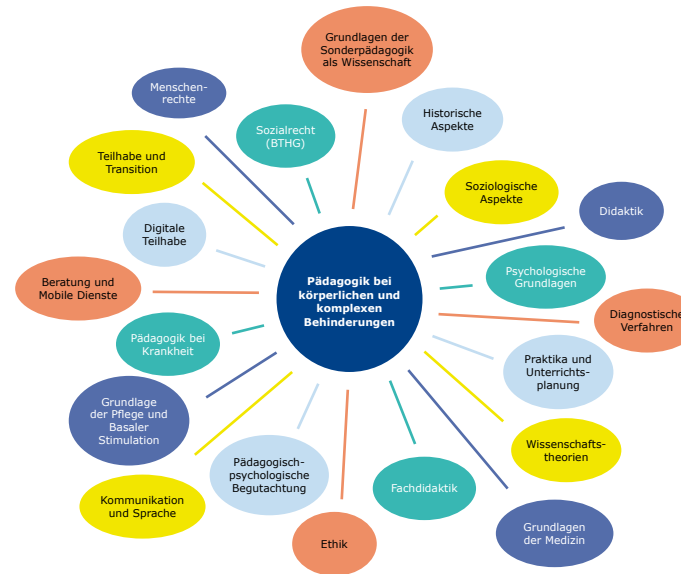 Grundlagen der
Sonderpädagogik
als Wissenschaft
Menschen-
rechte
Historische
Aspekte
Sozialrecht
(BTHG)
Teilhabe und
Transition
Soziologische
Aspekte
Didaktik
Digitale
Teilhabe
Psychologische
Grundlagen
Beratung und
Mobile Dienste
Pädagogik bei
körperlichen und
komplexen
Behinderungen
Diagnostische
Verfahren
Pädagogik bei
Krankheit
Praktika und
Unterrichts-
planung
Grundlage
der Pflege und
Basaler
Stimulation
Wissenschafts-
theorien
Pädagogisch-
psychologische
Begutachtung
Fachdidaktik
Kommunikation
und Sprache
Grundlagen
der Medizin
Ethik